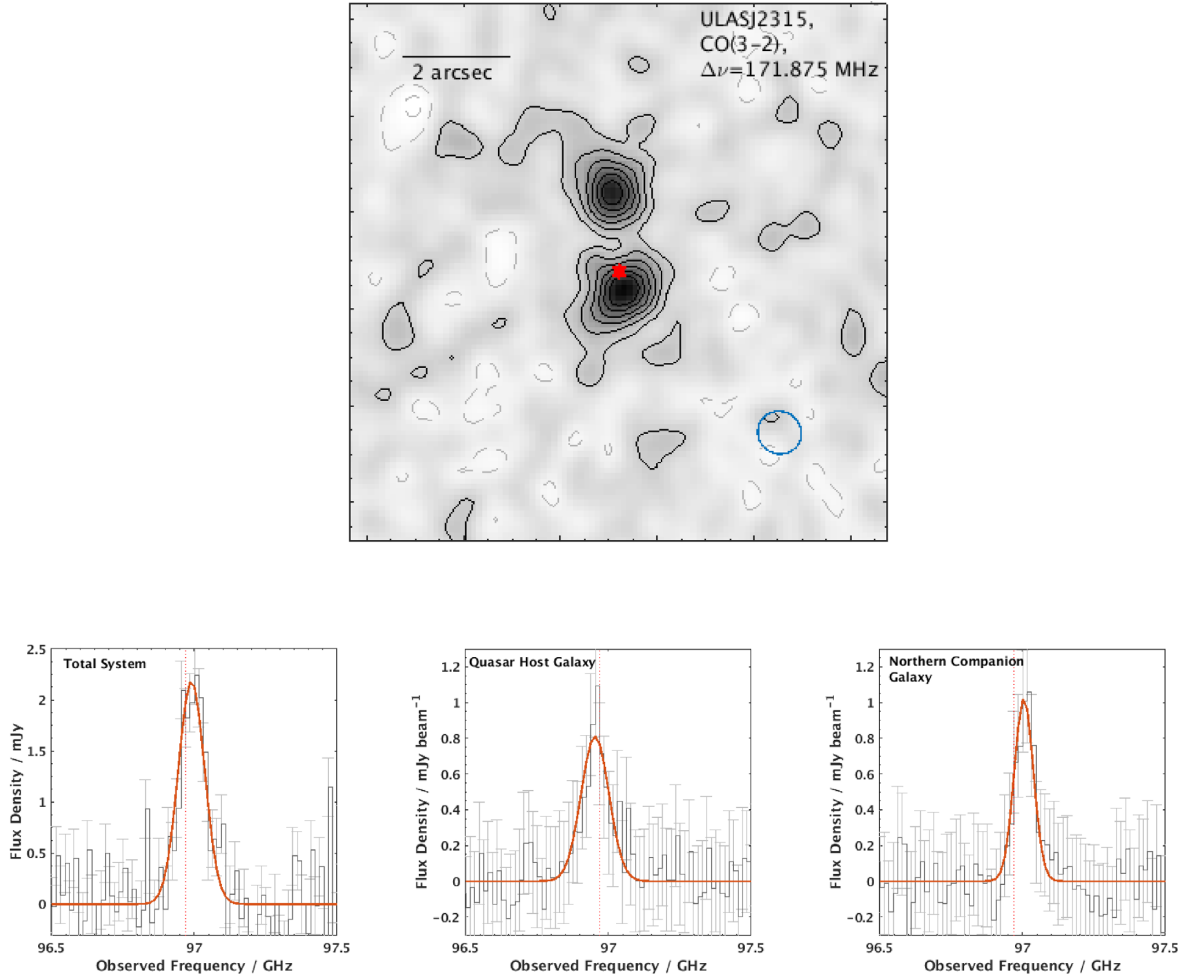 ULASJ2315,
CO(3-2),
Δν=171.875 MHz
2 arcsec
Total System
Flux Density / mJy
2.5
2
1.5
1
0.5
0
96.5
97
97.5
Observed Frequency / GHz
Quasar Host Galaxy
Flux Density / mJy beam⁻¹
1.2
1
0.8
0.6
0.4
0.2
0
-0.2
96.5
97
97.5
Observed Frequency / GHz
Northern Companion
Galaxy
Flux Density / mJy beam⁻¹
1.2
1
0.8
0.6
0.4
0.2
0
-0.2
96.5
97
97.5
Observed Frequency / GHz